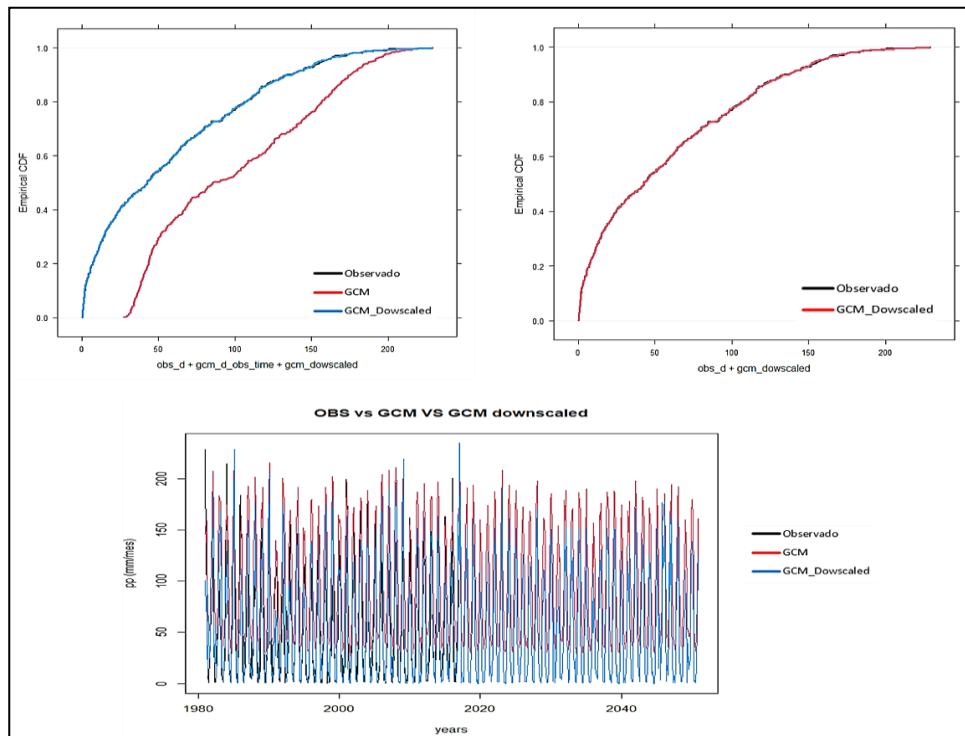 1.0
0.8
0.6
0.4
0.2
0.0
Empirical CDF
Observado
GCM
GCM_Dowscaled
0 50 100 150 200
obs_d + gcm_d_obs_time + gcm_dowscaled
1.0
0.8
0.6
0.4
0.2
0.0
Empirical CDF
Observado
GCM_Dowscaled
0 50 100 150 200
obs_d + gcm_dowscaled
OBS vs GCM VS GCM downscaled
200
150
100
50
0
pp (mm/mes)
1980 2000 2020 2040
years
Observado
GCM
GCM_Dowscaled